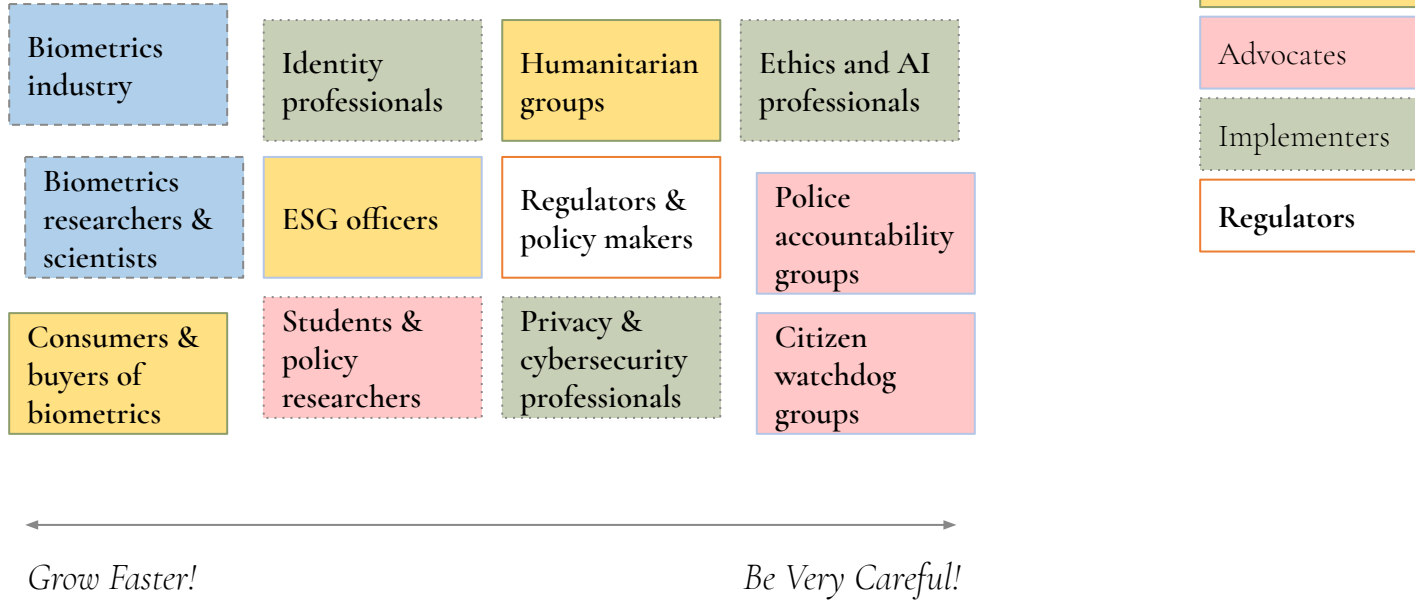 Biometrics
industry
Identity
professionals
Humanitarian
groups
Ethics and AI
professionals
Biometrics
researchers &
scientists
ESG officers
Regulators &
policy makers
Police
accountability
groups
Consumers &
buyers of
biometrics
Students &
policy
researchers
Privacy &
cybersecurity
professionals
Citizen
watchdog
groups
Grow Faster!
Be Very Careful!
Advocates
Implementers
Regulators